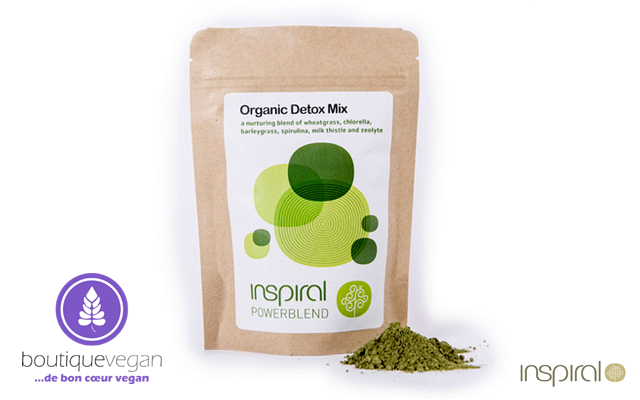 Organic Detox Mix
a nurturing blend of wheatgrass, chlorella,
barleygrass, spirulina, milk thistle and zeolyte
inspiral
POWERBLEND
boutiquevegan
...de bon cœur vegan
inspiral